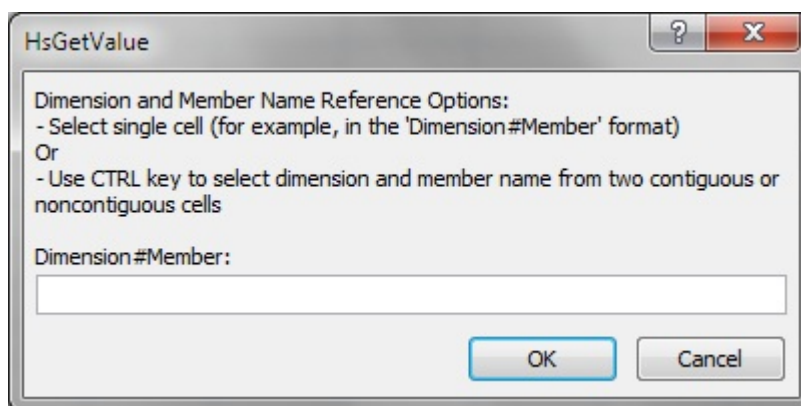 HsGetValue
Dimension and Member Name Reference Options:
- Select single cell (for example, in the 'Dimension#Member' format)
Or
- Use CTRL key to select dimension and member name from two contiguous or
noncontiguous cells
Dimension#Member:
OK
Cancel